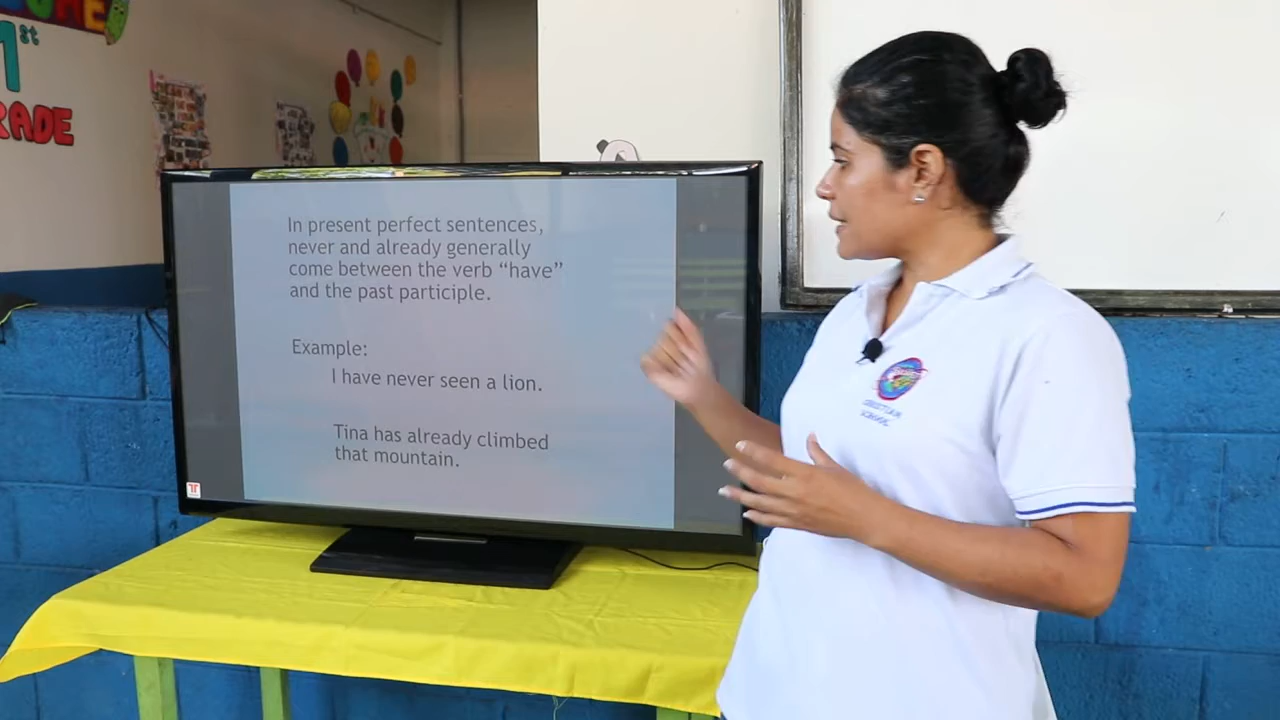 1st
In present perfect sentences,
never and already generally
come between the verb “have”
and the past participle.
Example:
I have never seen a lion.
Tina has already climbed
that mountain.